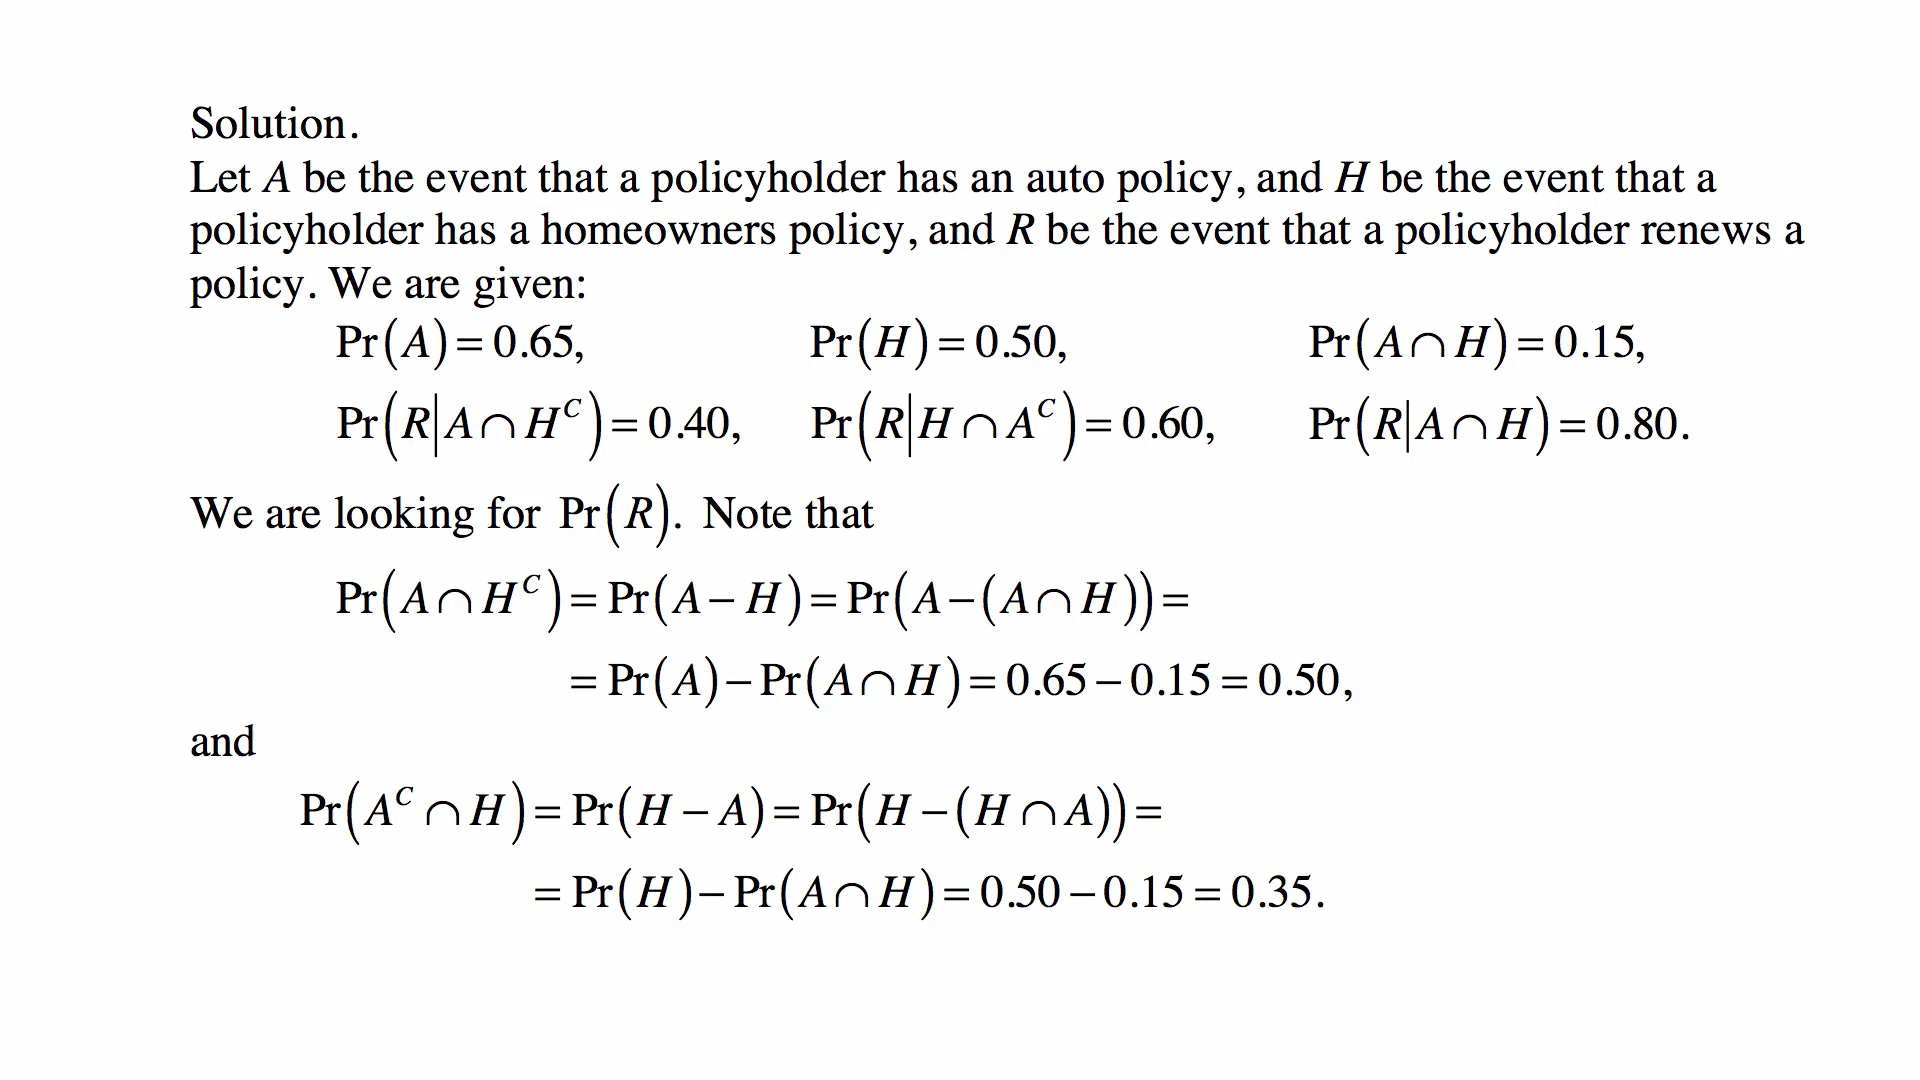 Solution.
Let A be the event that a policyholder has an auto policy, and H be the event that a
policyholder has a homeowners policy, and R be the event that a policyholder renews a
policy. We are given:
Pr(A) = 0.65, Pr(H) = 0.50, Pr(A ∩ H) = 0.15,
Pr(R|A ∩ Hᶜ) = 0.40, Pr(R|H ∩ Aᶜ) = 0.60, Pr(R|A ∩ H) = 0.80.
We are looking for Pr(R). Note that
Pr(A ∩ Hᶜ) = Pr(A − H) = Pr(A − (A ∩ H)) =
= Pr(A) − Pr(A ∩ H) = 0.65 − 0.15 = 0.50,
and
Pr(Aᶜ ∩ H) = Pr(H − A) = Pr(H − (H ∩ A)) =
= Pr(H) − Pr(A ∩ H) = 0.50 − 0.15 = 0.35.